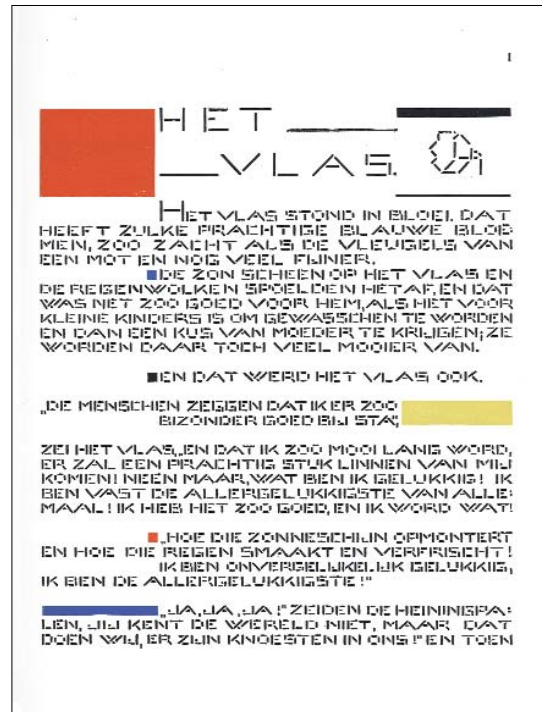 I
HET
VLAS.
HET VLAS STOND IN BLOEI. DAT
HEEFT ZULKE PRACHTIGE BLAUWE BLOE
MEN, ZOO ZACHT ALS DE VLEUGELS VAN
EEN MOT EN NOG VEEL FIJNER.
DE ZON SCHEEN OP HET VLAS EN
DE REGENWOLKEN SPOELDEN HET AF, EN DAT
WAS NET ZOO GOED VOOR HEM, ALS HET VOOR
KLEINE KINDERS IS OM GEWASSCHEN TE WORDEN
EN DAN EEN KUS VAN MOEDER TE KRIJGEN; ZE
WORDEN DAAR TOCH VEEL MOOIER VAN.
EN DAT WERD HET VLAS OOK.
„DE MENSCHEN ZEGGEN DAT IK ER ZOO
BIZONDER GOED BIJ STA,"
ZEI HET VLAS, „EN DAT IK ZOO MOOI LANG WORD,
ER ZAL EEN PRACHTIG STUK LINNEN VAN MIJ
KOMEN! NEEN MAAR, WAT BEN IK GELUKKIG! IK
BEN VAST DE ALLERGELUKKIGSTE VAN ALLE:
MAAL! IK HEB HET ZOO GOED, EN IK WORD WAT!
„HOE DIE ZONNESCHIJN OPMONTERT
EN HOE DIE REGEN SMAAKT EN VERFRISCHT!
IK BEN ONVERGELIJKELIJK GELUKKIG,
IK BEN DE ALLERGELUKKIGSTE!"
„JA, JA, JA!" ZEIDEN DE HEININGPA:
LEN, JIJ KENT DE WERELD NIET, MAAR DAT
DOEN WIJ, ER ZIJN KNOESTEN IN ONS!" EN TOEN